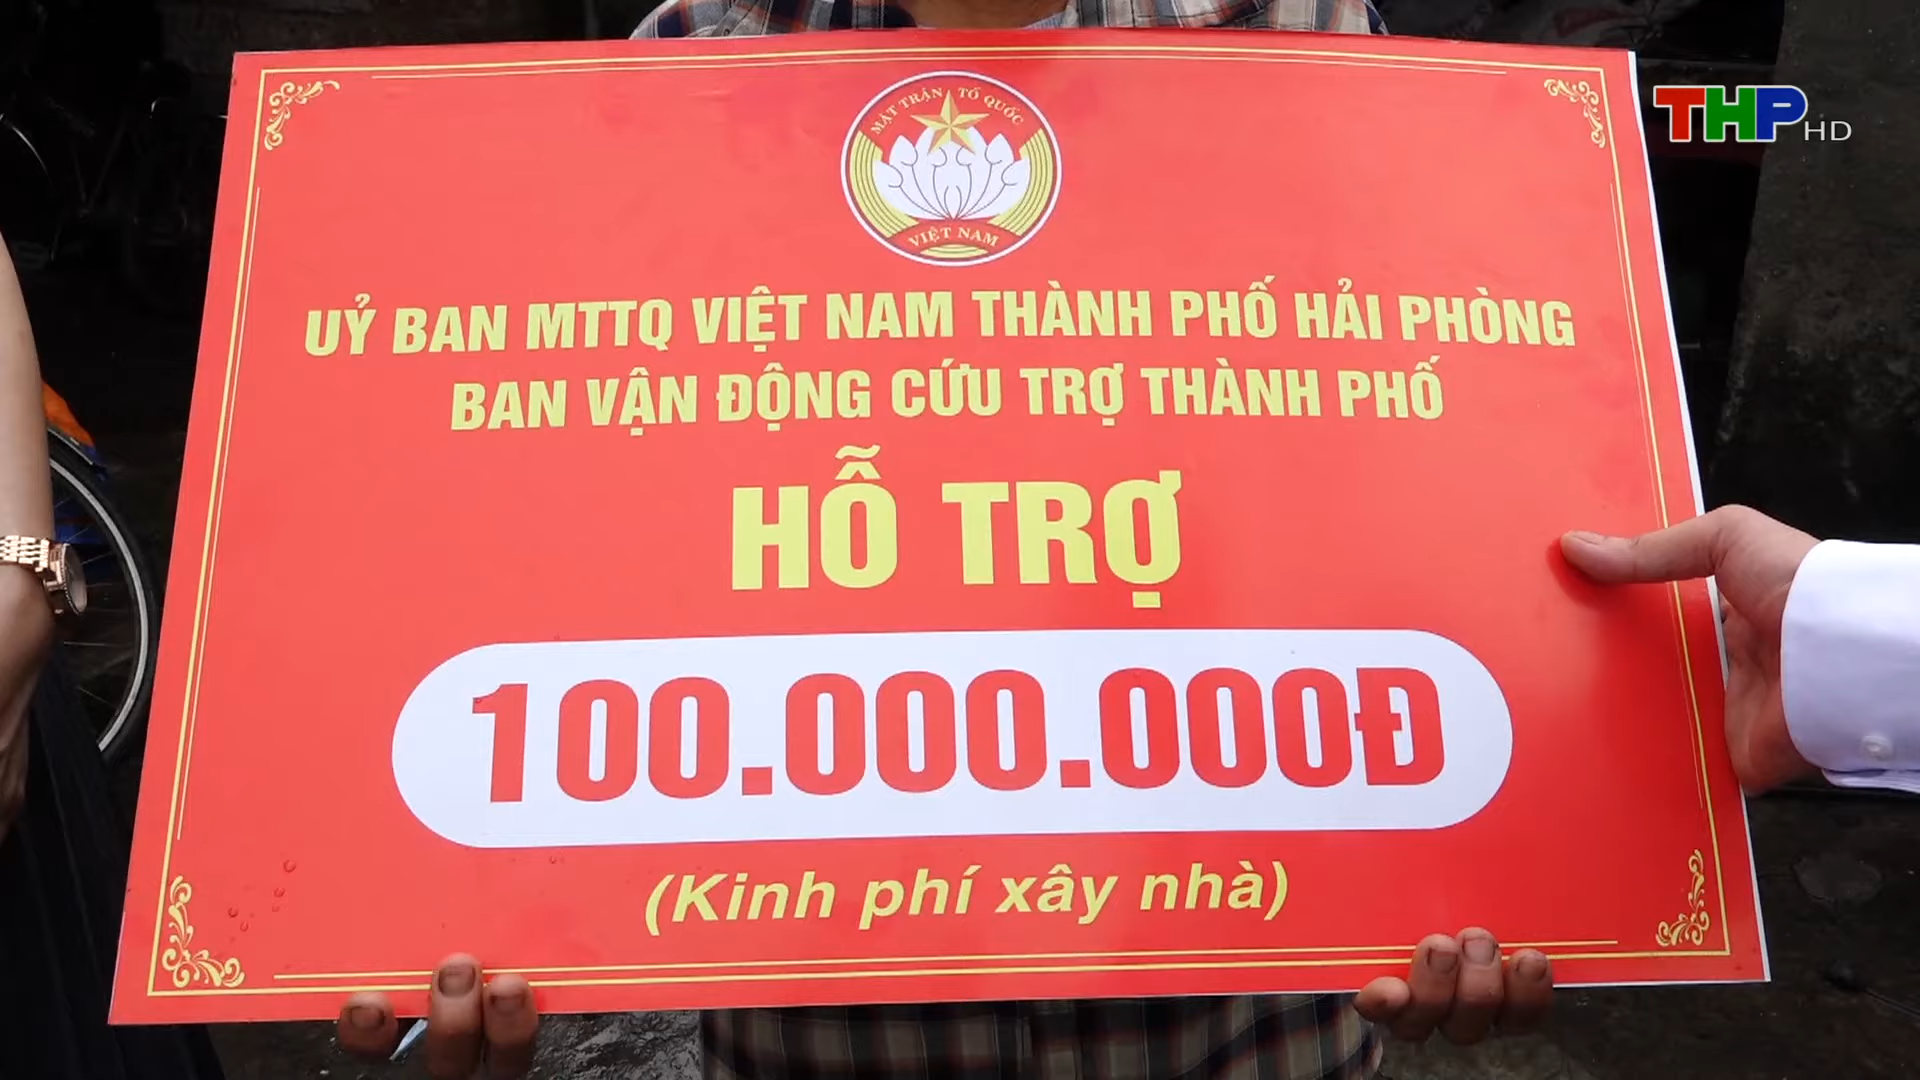 MẶT TRẬN TỔ QUỐC
VIỆT NAM
THP HD
UỶ BAN MTTQ VIỆT NAM THÀNH PHỐ HẢI PHÒNG
BAN VẬN ĐỘNG CỨU TRỢ THÀNH PHỐ
HỖ TRỢ
100.000.000Đ
(Kinh phí xây nhà)